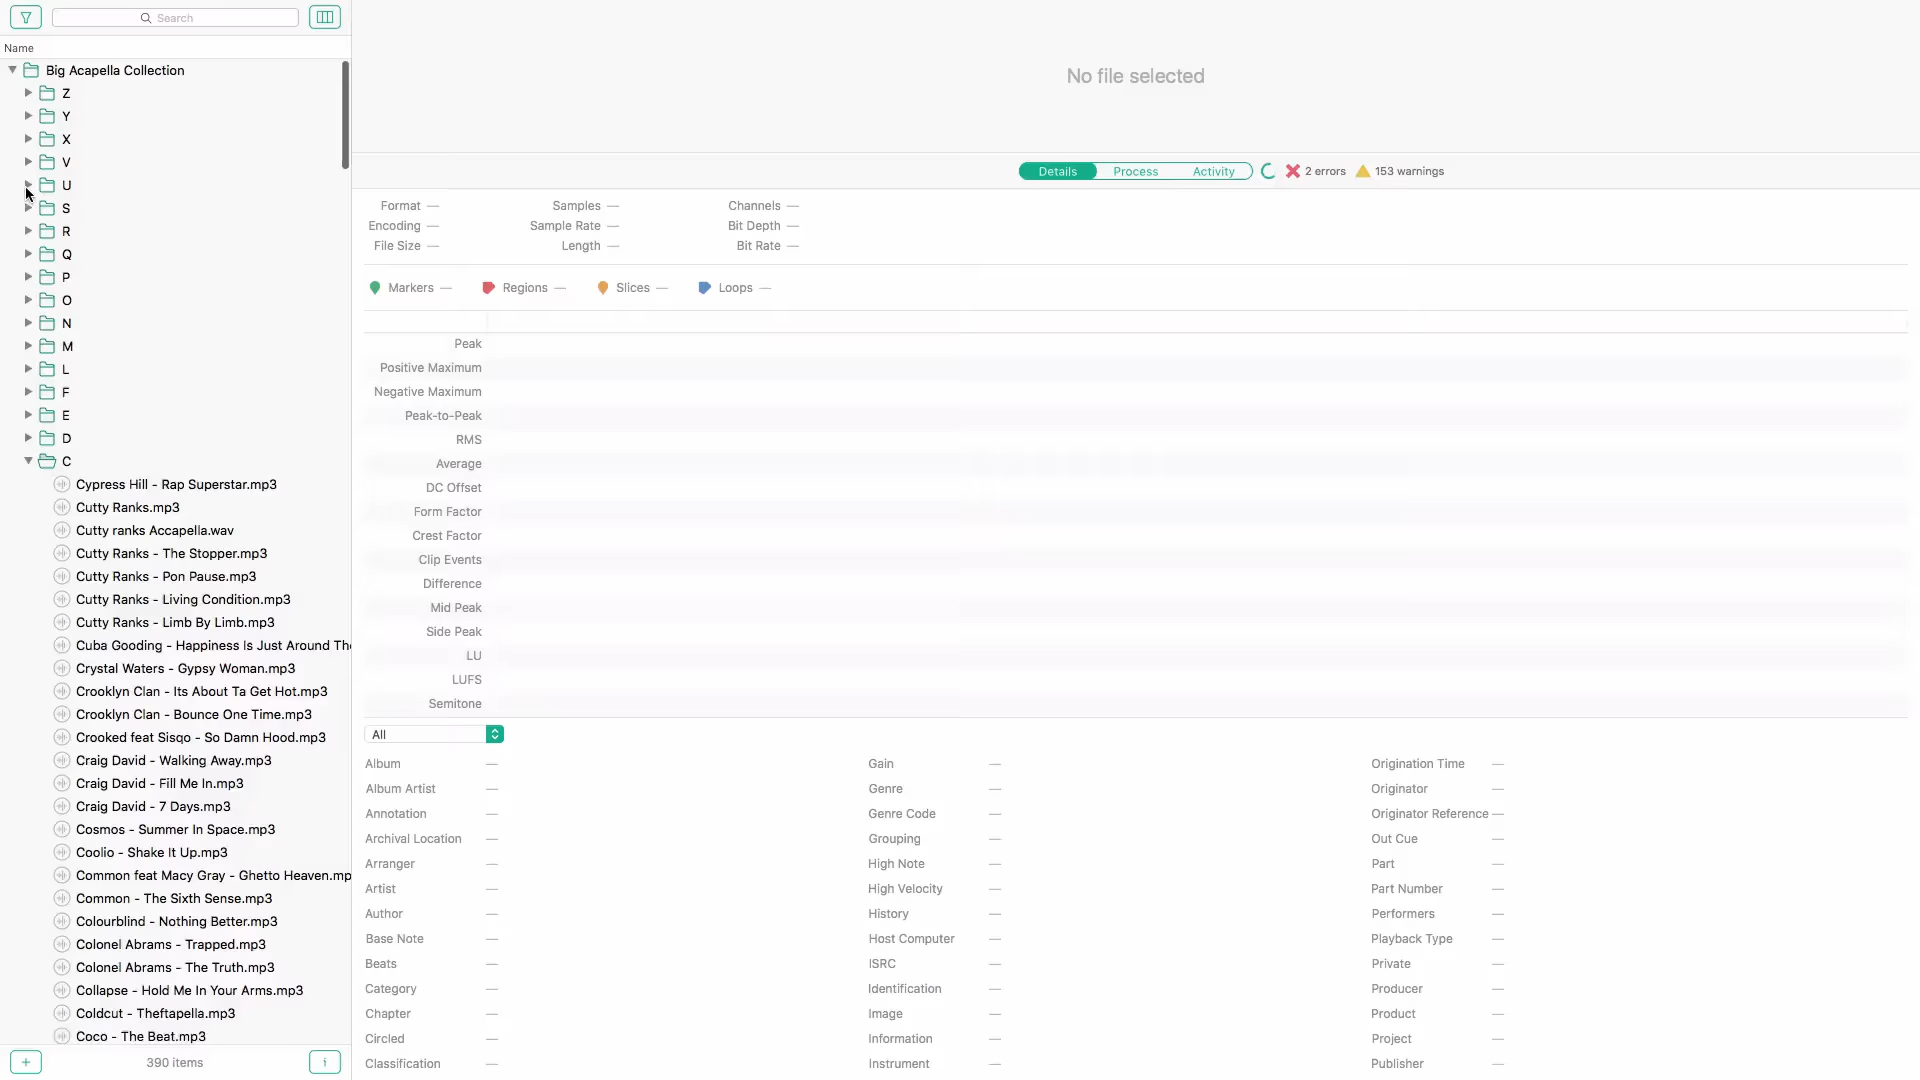 Search
Name
Big Acapella Collection
Z
Y
X
V
U
S
R
Q
P
O
N
M
L
F
E
D
C
Cypress Hill - Rap Superstar.mp3
Cutty Ranks.mp3
Cutty ranks Accapella.wav
Cutty Ranks - The Stopper.mp3
Cutty Ranks - Pon Pause.mp3
Cutty Ranks - Living Condition.mp3
Cutty Ranks - Limb By Limb.mp3
Cuba Gooding - Happiness Is Just Around
Crystal Waters - Gypsy Woman.mp3
Crooklyn Clan - Its About Ta Get Hot.mp3
Crooklyn Clan - Bounce One Time.mp3
Crooked feat Sisqo - So Damn Hood.mp3
Craig David - Walking Away.mp3
Craig David - Fill Me In.mp3
Craig David - 7 Days.mp3
Cosmos - Summer In Space.mp3
Coolio - Shake It Up.mp3
Common feat Macy Gray - Ghetto Heaven.mp
Common - The Sixth Sense.mp3
Colourblind - Nothing Better.mp3
Colonel Abrams - Trapped.mp3
Colonel Abrams - The Truth.mp3
Collapse - Hold Me In Your Arms.mp3
Coldcut - Theftapella.mp3
Coco - The Beat.mp3
+ 390 items i
No file selected
Details Process Activity 2 errors 153 warnings
Format — Samples — Channels —
Encoding — Sample Rate — Bit Depth —
File Size — Length — Bit Rate —
Markers — Regions — Slices — Loops —
Peak
Positive Maximum
Negative Maximum
Peak-to-Peak
RMS
Average
DC Offset
Form Factor
Crest Factor
Clip Events
Difference
Mid Peak
Side Peak
LU
LUFS
Semitone
All
Album — Gain — Origination Time —
Album Artist — Genre — Originator —
Annotation — Genre Code — Originator Reference —
Archival Location — Grouping — Out Cue —
Arranger — High Note — Part —
Artist — High Velocity — Part Number —
Author — History — Performers —
Base Note — Host Computer — Playback Type —
Beats — ISRC — Private —
Category — Identification — Producer —
Chapter — Image — Product —
Circled — Information — Project —
Classification — Instrument — Publisher —